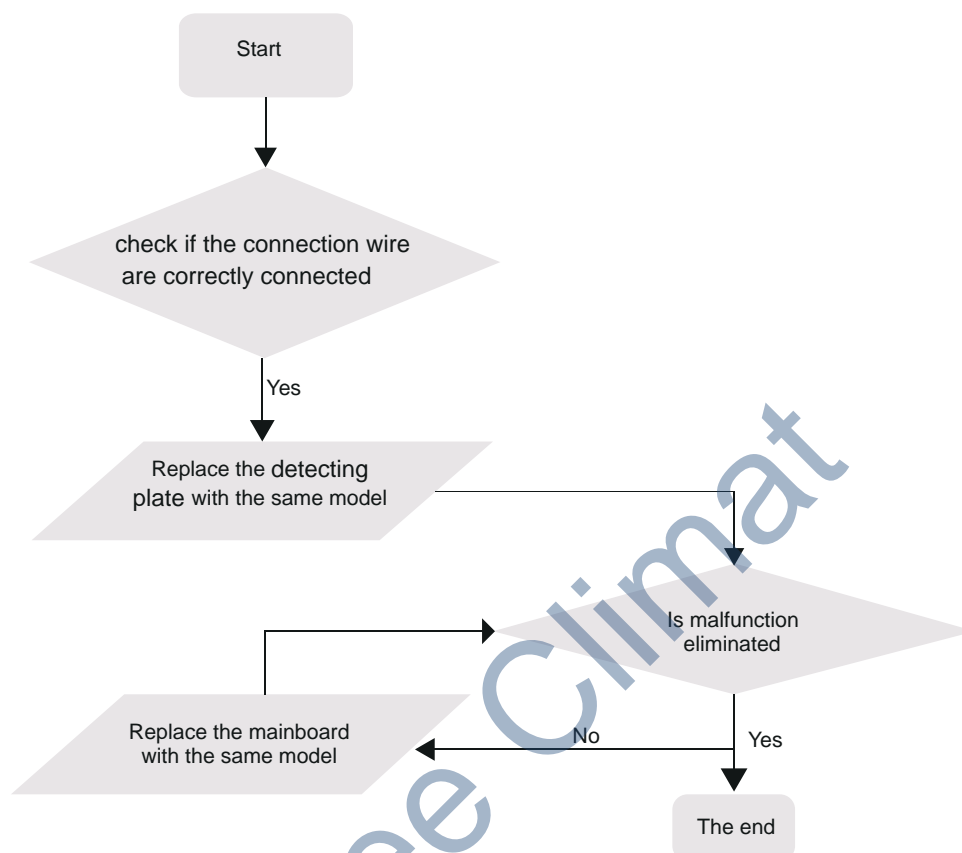 Start
check if the connection wire
are correctly connected
Yes
Replace the detecting
plate with the same model
Is malfunction
eliminated
Replace the mainboard
with the same model
No
Yes
The end
Climat